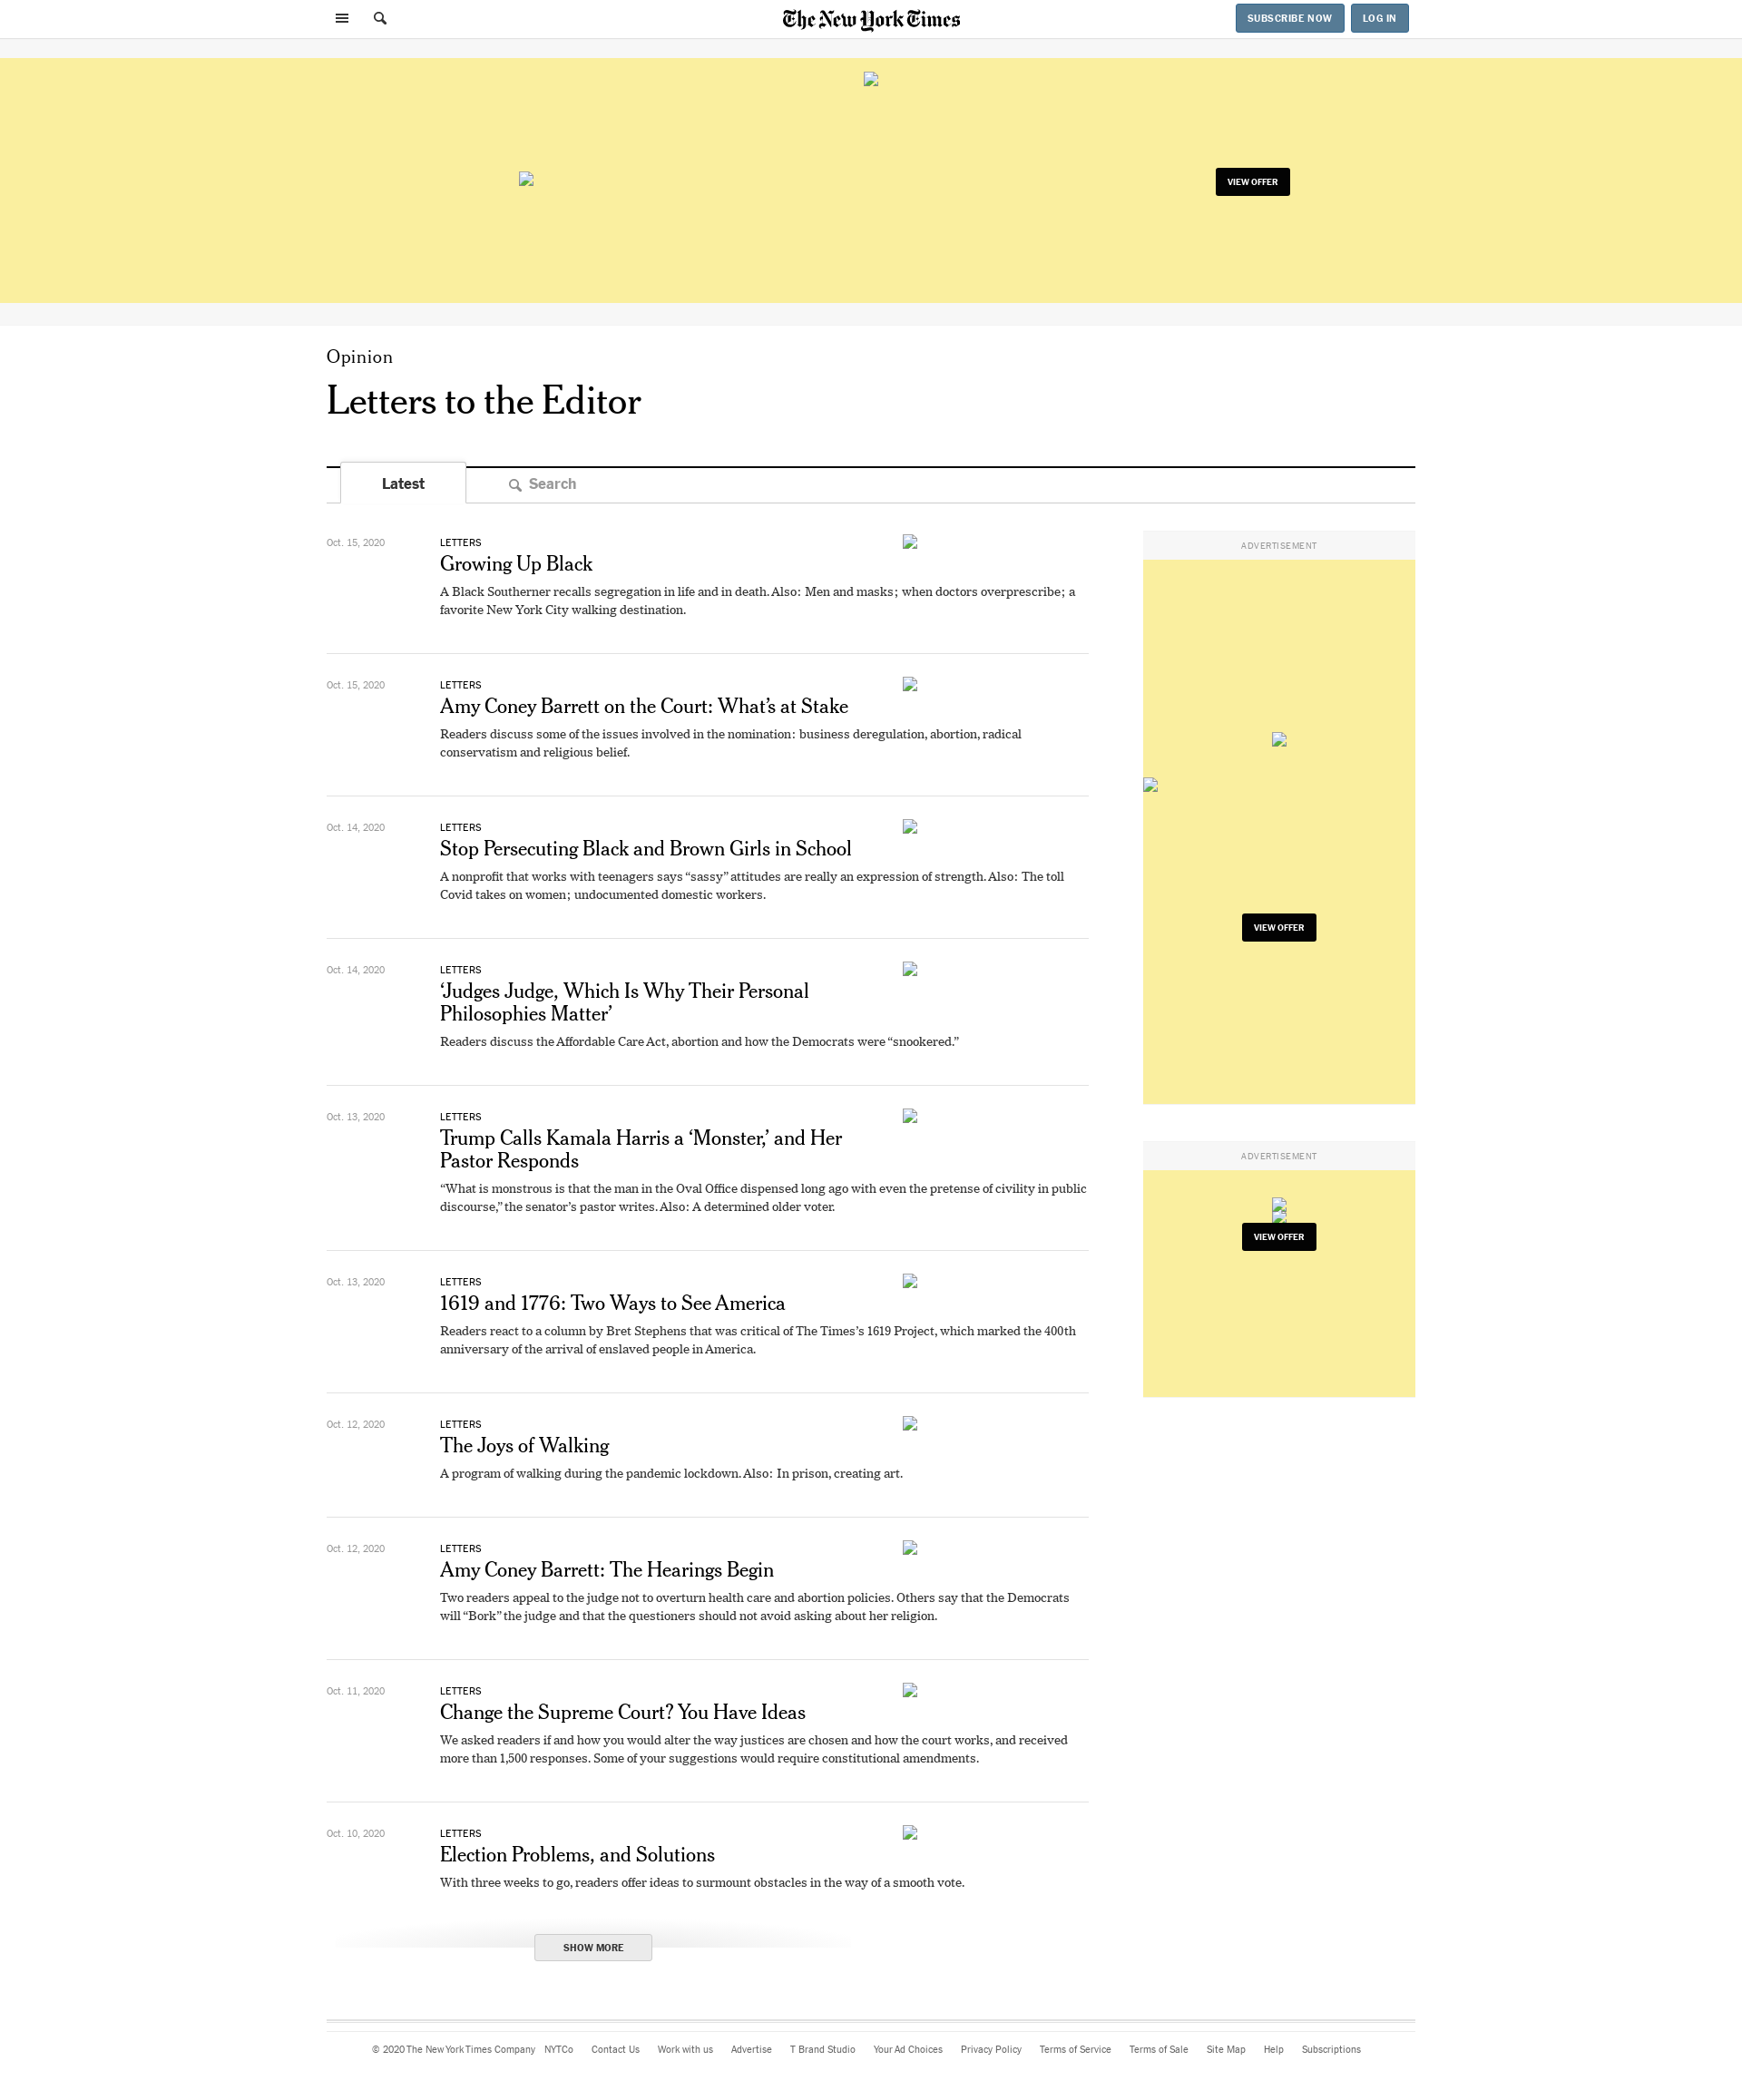 The New York Times
SUBSCRIBE NOW
LOG IN
VIEW OFFER
Opinion
Letters to the Editor
Latest
Search
Oct. 15, 2020
LETTERS
Growing Up Black
A Black Southerner recalls segregation in life and in death. Also: Men and masks; when doctors overprescribe; a
favorite New York City walking destination.
Oct. 15, 2020
LETTERS
Amy Coney Barrett on the Court: What’s at Stake
Readers discuss some of the issues involved in the nomination: business deregulation, abortion, radical
conservatism and religious belief.
Oct. 14, 2020
LETTERS
Stop Persecuting Black and Brown Girls in School
A nonprofit that works with teenagers says “sassy” attitudes are really an expression of strength. Also: The toll
Covid takes on women; undocumented domestic workers.
Oct. 14, 2020
LETTERS
‘Judges Judge, Which Is Why Their Personal
Philosophies Matter’
Readers discuss the Affordable Care Act, abortion and how the Democrats were “snookered.”
Oct. 13, 2020
LETTERS
Trump Calls Kamala Harris a ‘Monster,’ and Her
Pastor Responds
“What is monstrous is that the man in the Oval Office dispensed long ago with even the pretense of civility in public
discourse,” the senator’s pastor writes. Also: A determined older voter.
Oct. 13, 2020
LETTERS
1619 and 1776: Two Ways to See America
Readers react to a column by Bret Stephens that was critical of The Times’s 1619 Project, which marked the 400th
anniversary of the arrival of enslaved people in America.
Oct. 12, 2020
LETTERS
The Joys of Walking
A program of walking during the pandemic lockdown. Also: In prison, creating art.
Oct. 12, 2020
LETTERS
Amy Coney Barrett: The Hearings Begin
Two readers appeal to the judge not to overturn health care and abortion policies. Others say that the Democrats
will “Bork” the judge and that the questioners should not avoid asking about her religion.
Oct. 11, 2020
LETTERS
Change the Supreme Court? You Have Ideas
We asked readers if and how you would alter the way justices are chosen and how the court works, and received
more than 1,500 responses. Some of your suggestions would require constitutional amendments.
Oct. 10, 2020
LETTERS
Election Problems, and Solutions
With three weeks to go, readers offer ideas to surmount obstacles in the way of a smooth vote.
SHOW MORE
ADVERTISEMENT
VIEW OFFER
ADVERTISEMENT
VIEW OFFER
© 2020 The New York Times Company NYTCo Contact Us Work with us Advertise T Brand Studio Your Ad Choices Privacy Policy Terms of Service Terms of Sale Site Map Help Subscriptions